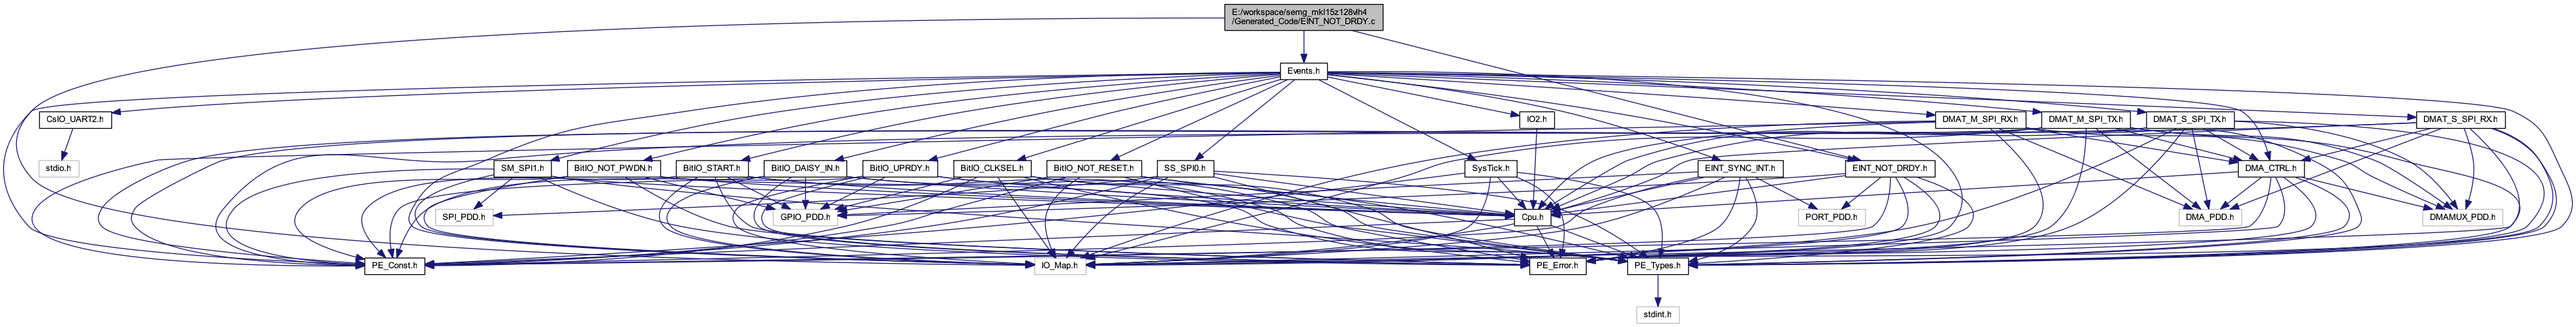 E:/workspace/semg_mkl15z128vlh4
/Generated_Code/EINT_NOT_DRDY.c
Events.h
CsIO_UART2.h
IO2.h
DMAT_M_SPI_RX.h
DMAT_M_SPI_TX.h
DMAT_S_SPI_TX.h
DMAT_S_SPI_RX.h
stdio.h
SM_SPI1.h
BitIO_NOT_PWDN.h
BitIO_START.h
BitIO_DAISY_IN.h
BitIO_UPRDY.h
BitIO_CLKSEL.h
BitIO_NOT_RESET.h
SS_SPI0.h
SysTick.h
EINT_SYNC_INT.h
EINT_NOT_DRDY.h
DMA_CTRL.h
SPI_PDD.h
GPIO_PDD.h
Cpu.h
PORT_PDD.h
DMA_PDD.h
DMAMUX_PDD.h
PE_Const.h
IO_Map.h
PE_Error.h
PE_Types.h
stdint.h